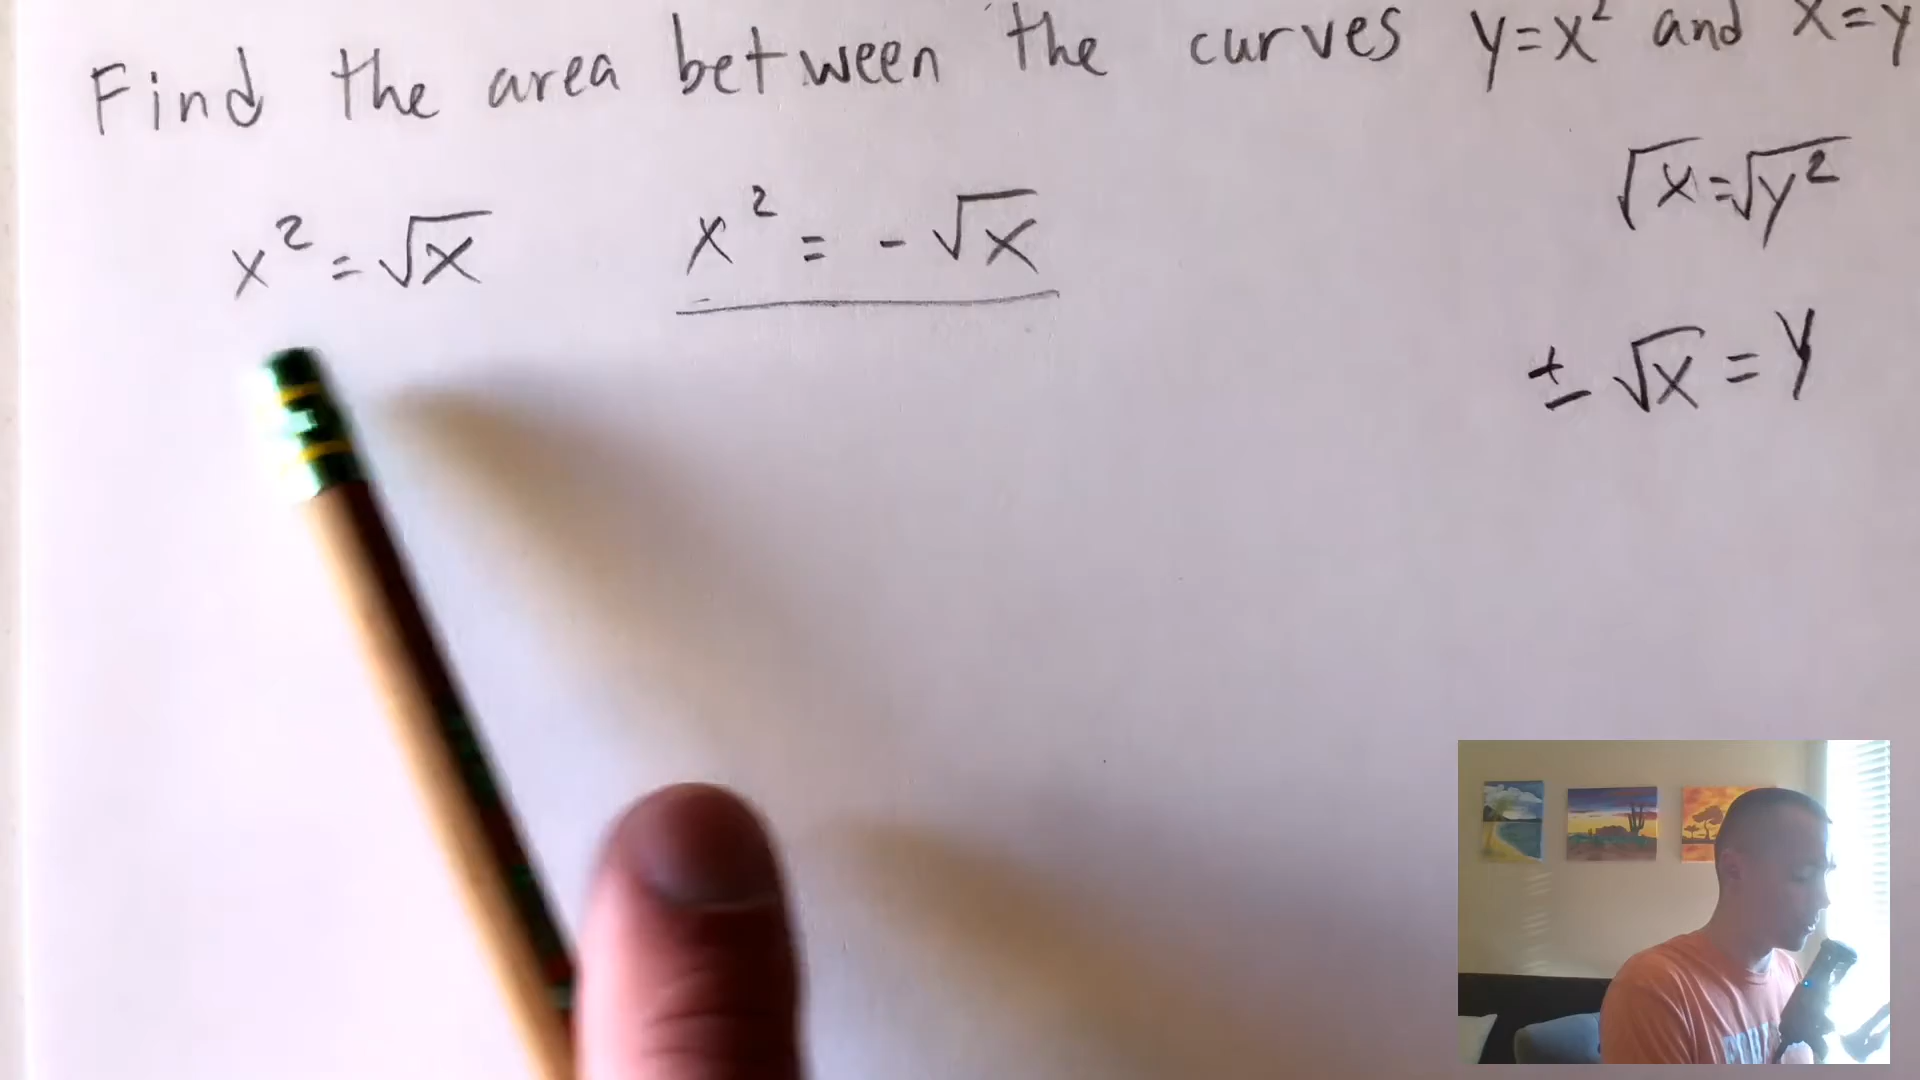 Find the area between the curves y=x² and x=y
x²=√x x²=-√x √x=√y²
±√x=y